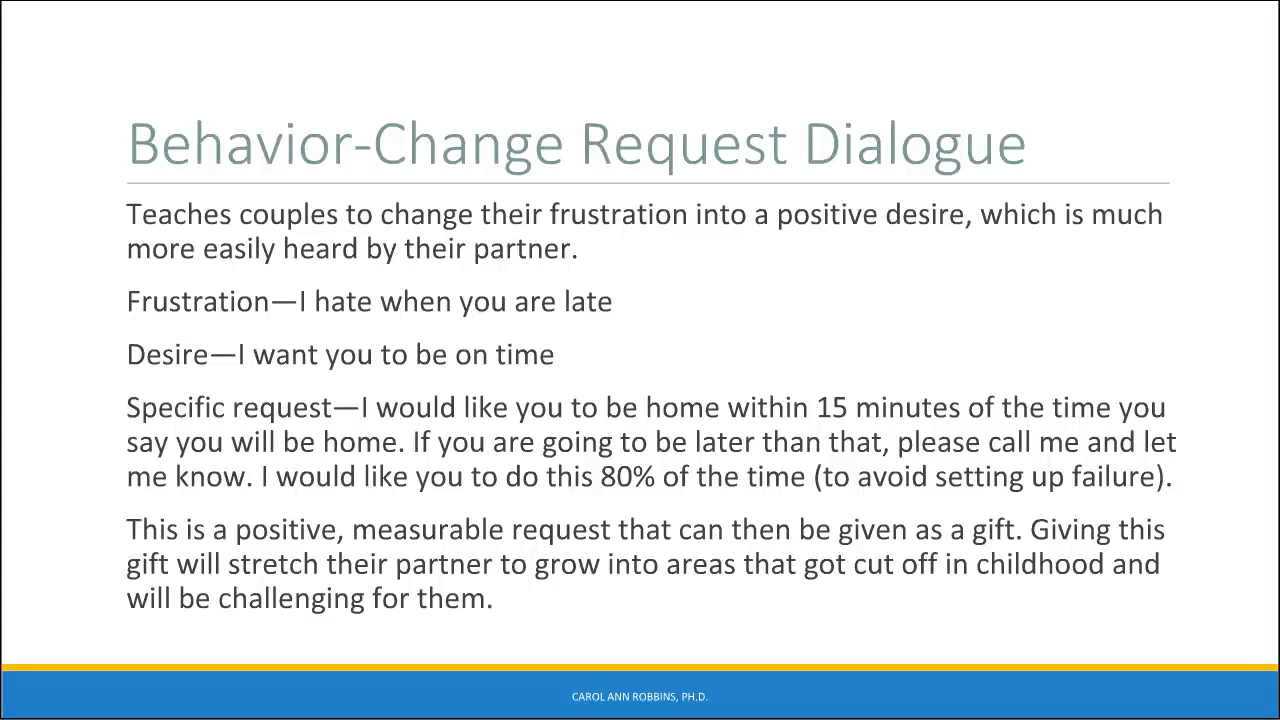 Behavior-Change Request Dialogue
Teaches couples to change their frustration into a positive desire, which is much
more easily heard by their partner.
Frustration—I hate when you are late
Desire—I want you to be on time
Specific request—I would like you to be home within 15 minutes of the time you
say you will be home. If you are going to be later than that, please call me and let
me know. I would like you to do this 80% of the time (to avoid setting up failure).
This is a positive, measurable request that can then be given as a gift. Giving this
gift will stretch their partner to grow into areas that got cut off in childhood and
will be challenging for them.
CAROL ANN ROBBINS, PH.D.